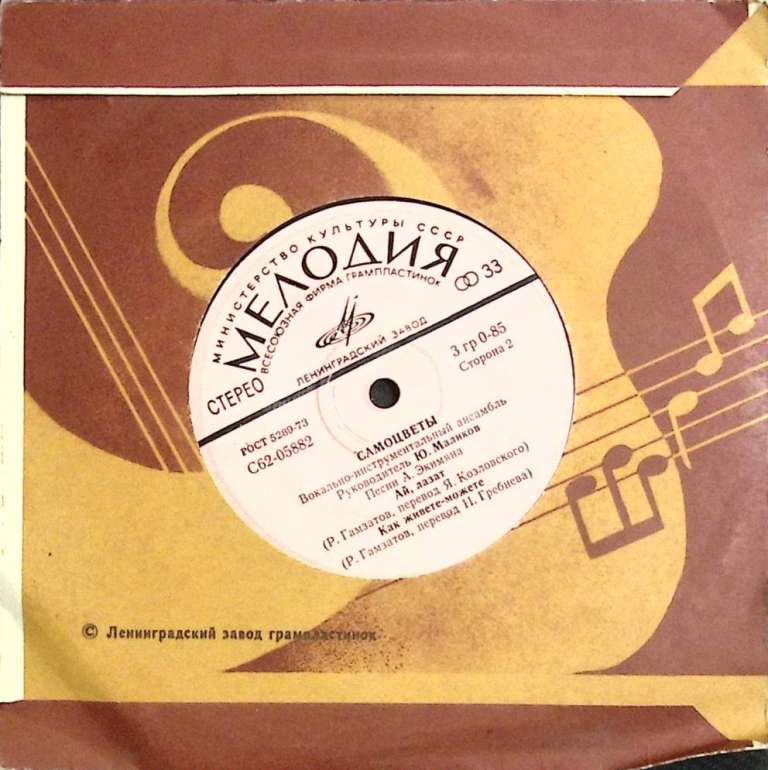 МИНИСТЕРСТВО КУЛЬТУРЫ СССР
МЕЛОДИЯ
ВСЕСОЮЗНАЯ ФИРМА ГРАМПЛАСТИНОК
33
ЛЕНИНГРАДСКИЙ ЗАВОД
СТЕРЕО
3 гр 0-85
Сторона 2
РОСТ 5289-73
С62-05882
САМОЦВЕТЫ
Вокально-инструментальный ансамбль
Руководитель Ю. Маликов
Песни А. Экимяна
Ай, лазат
(Р. Гамзатов, перевод Я. Козловского)
Как живете-можете
(Р. Гамзатов, перевод Н. Гребнева)
© Ленинградский завод грампластинок